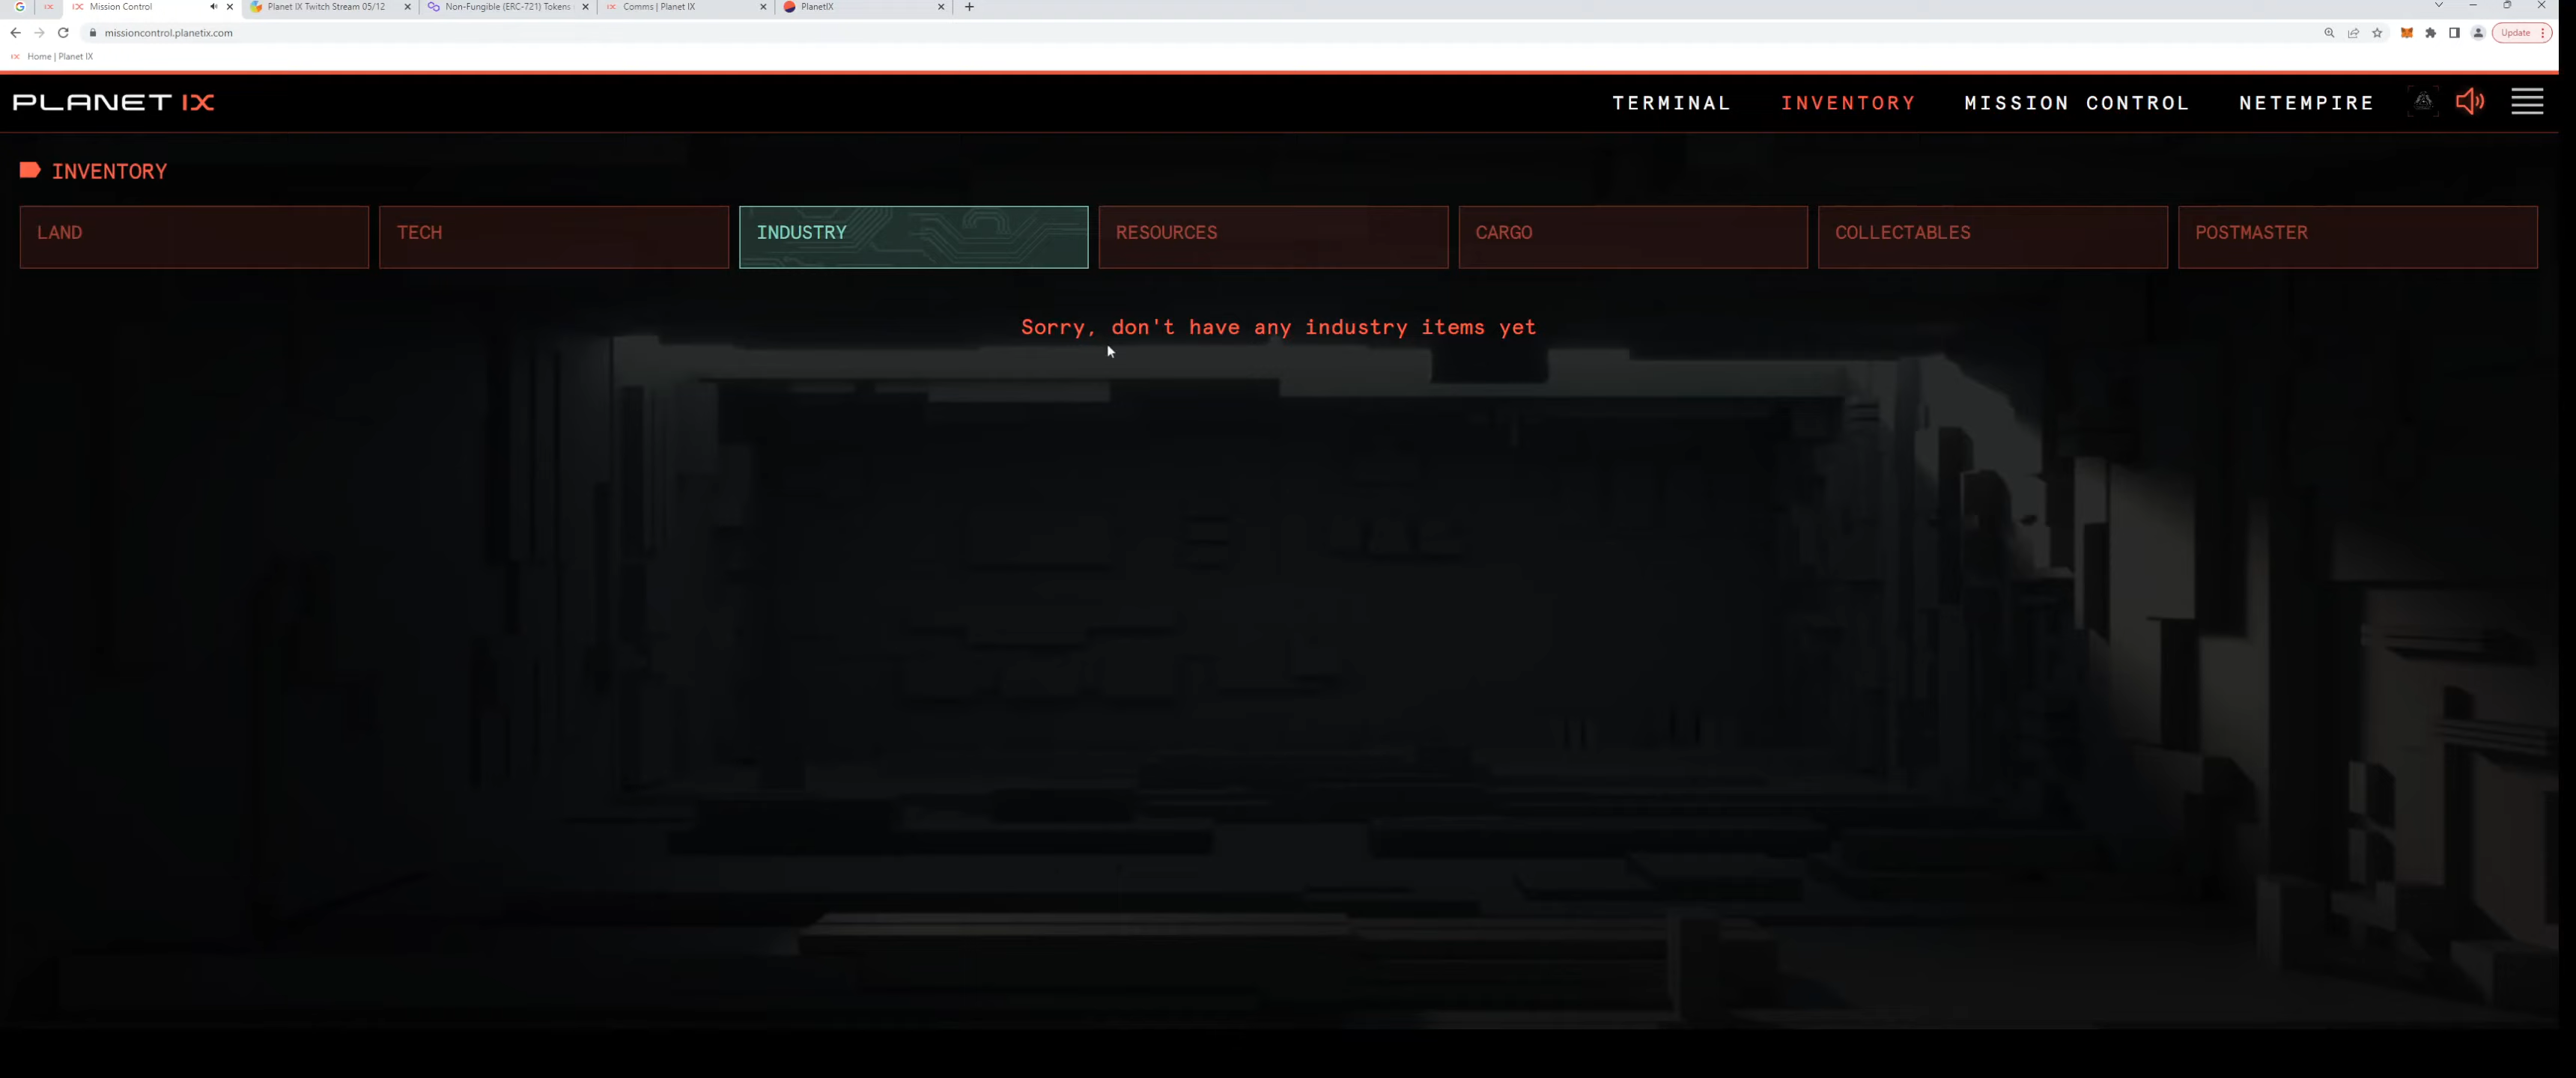 Mission Control
Planet IX Twitch Stream 05/12
Non-Fungible (ERC-721) Tokens
Comms | Planet IX
PlanetIX
missioncontrol.planetix.com
Update
Home | Planet IX
PLANET IX
TERMINAL
INVENTORY
MISSION CONTROL
NETEMPIRE
INVENTORY
LAND
TECH
INDUSTRY
RESOURCES
CARGO
COLLECTABLES
POSTMASTER
Sorry, don't have any industry items yet